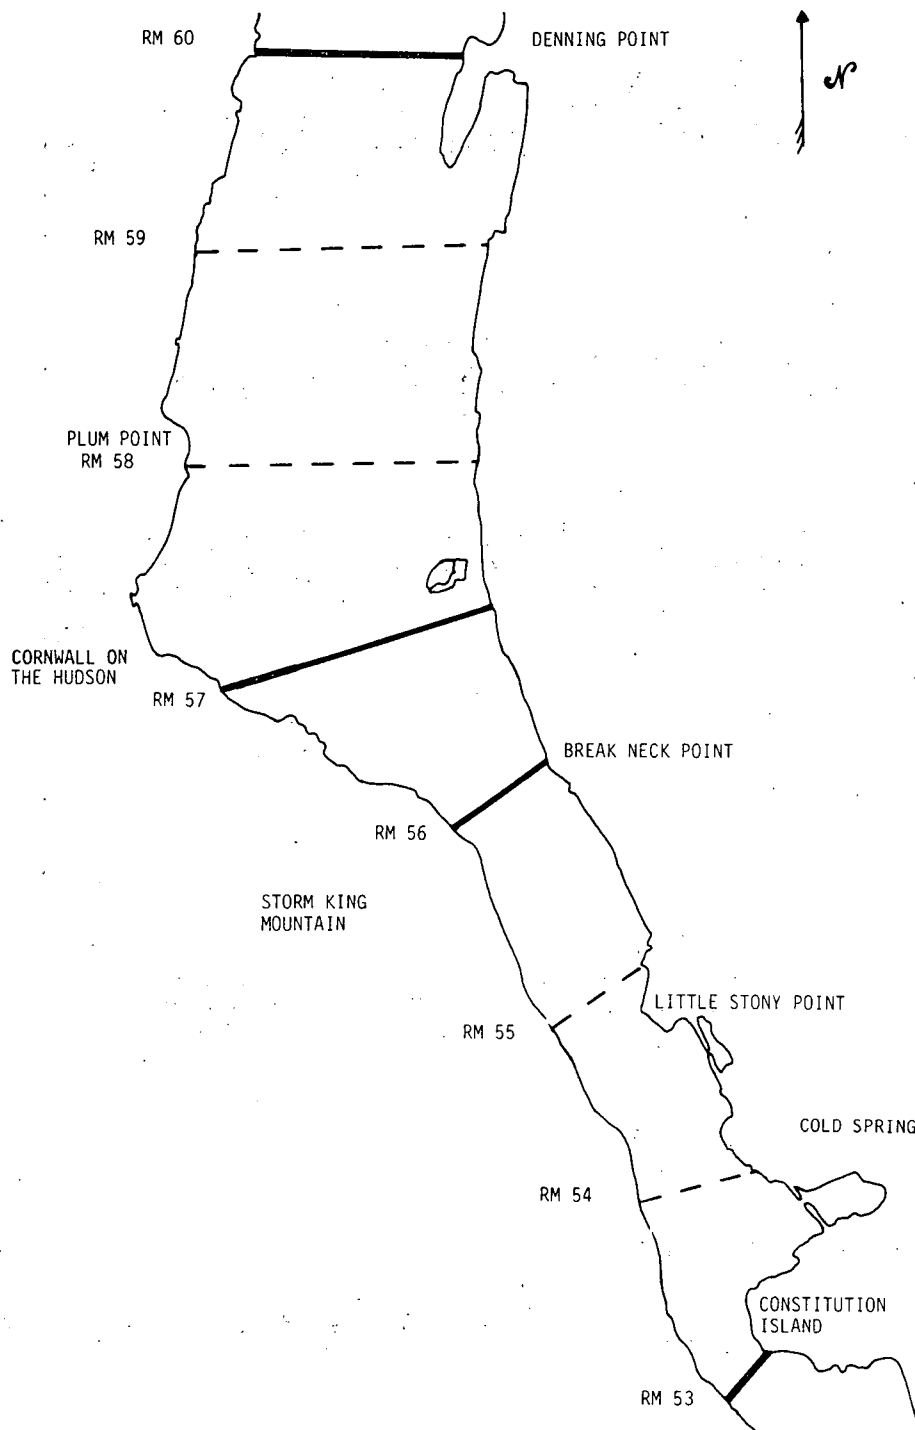 RM 60
DENNING POINT
N
RM 59
PLUM POINT
RM 58
CORNWALL ON
THE HUDSON
RM 57
BREAK NECK POINT
RM 56
STORM KING
MOUNTAIN
LITTLE STONY POINT
RM 55
COLD SPRING
RM 54
CONSTITUTION
ISLAND
RM 53